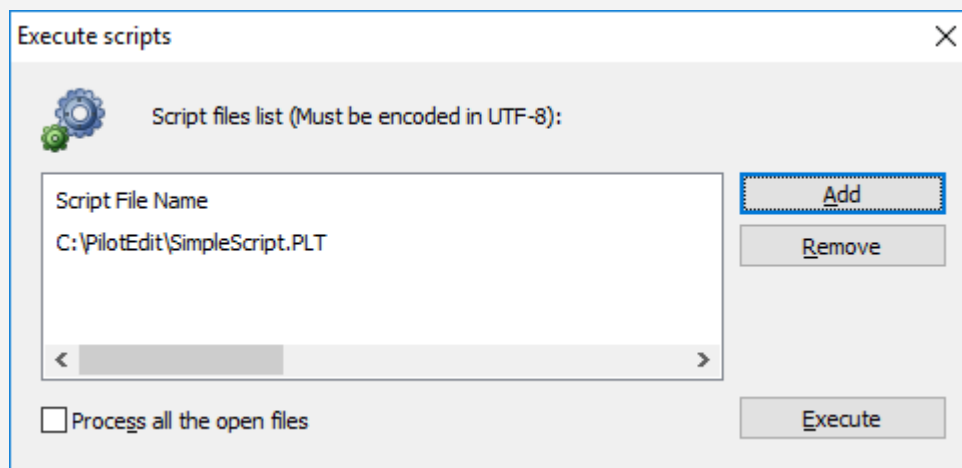 Execute scripts
Script files list (Must be encoded in UTF-8):
Script File Name
C:\PilotEdit\SimpleScript.PLT
Add
Remove
Process all the open files
Execute